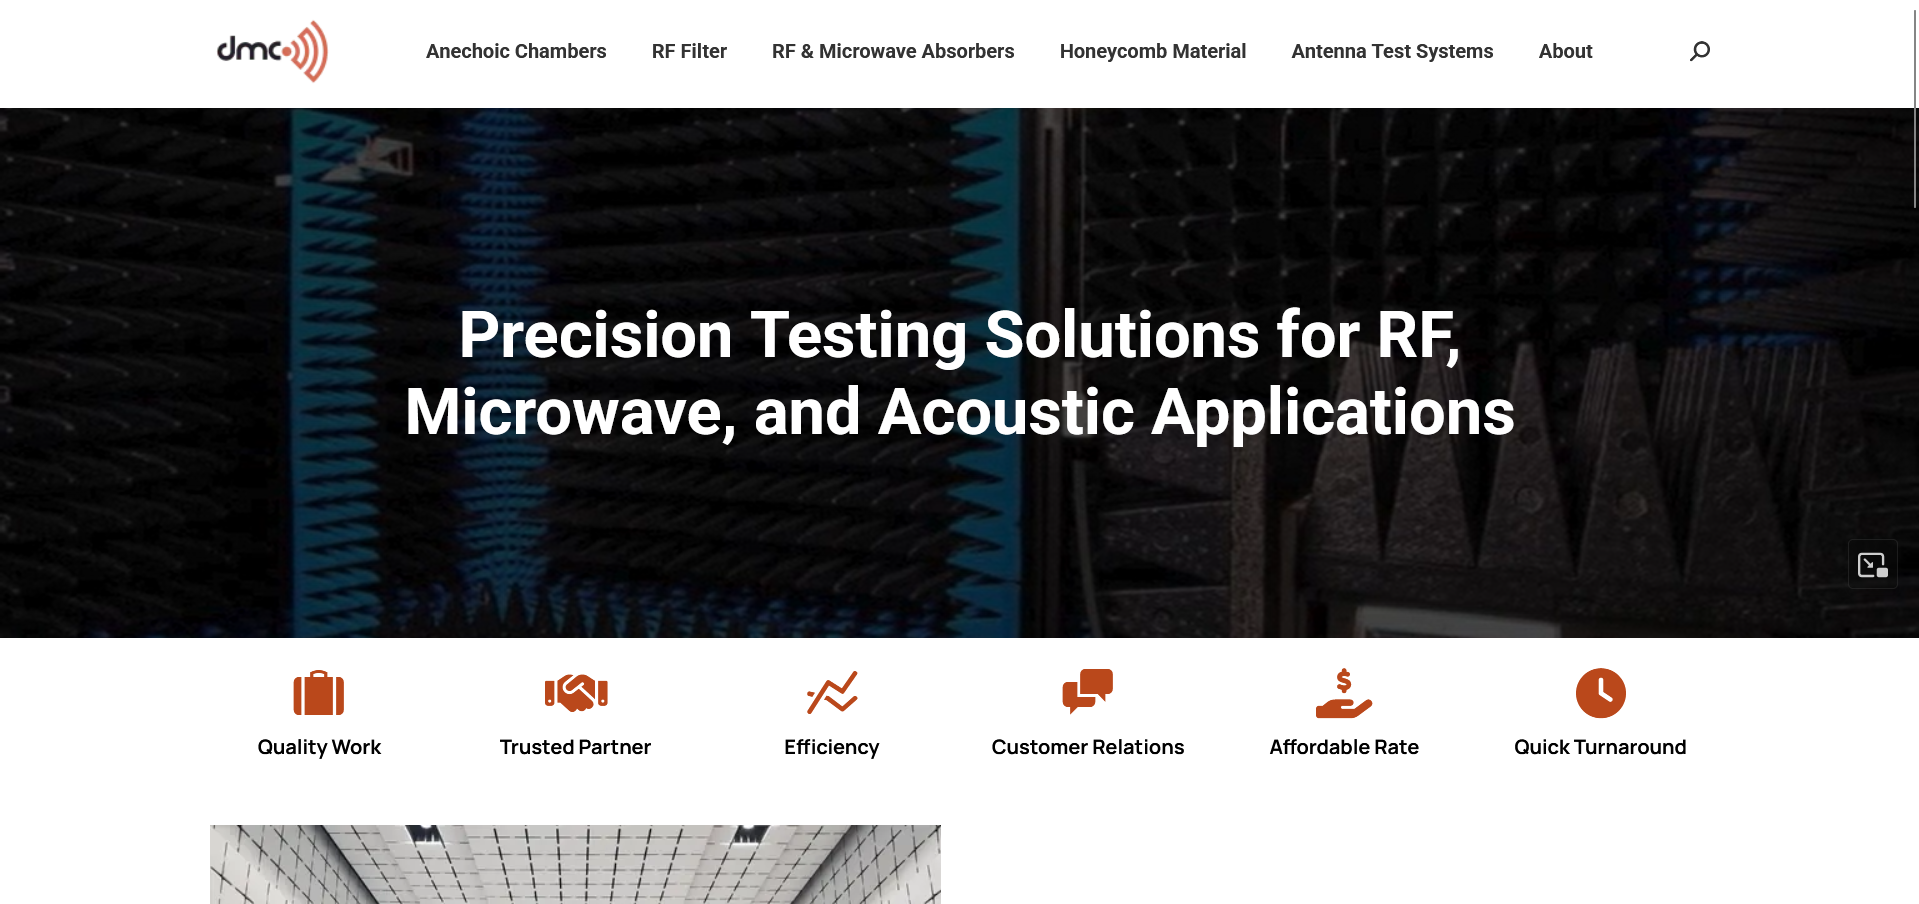 dmc
Anechoic Chambers
RF Filter
RF & Microwave Absorbers
Honeycomb Material
Antenna Test Systems
About
Precision Testing Solutions for RF,
Microwave, and Acoustic Applications
Quality Work
Trusted Partner
Efficiency
Customer Relations
Affordable Rate
Quick Turnaround